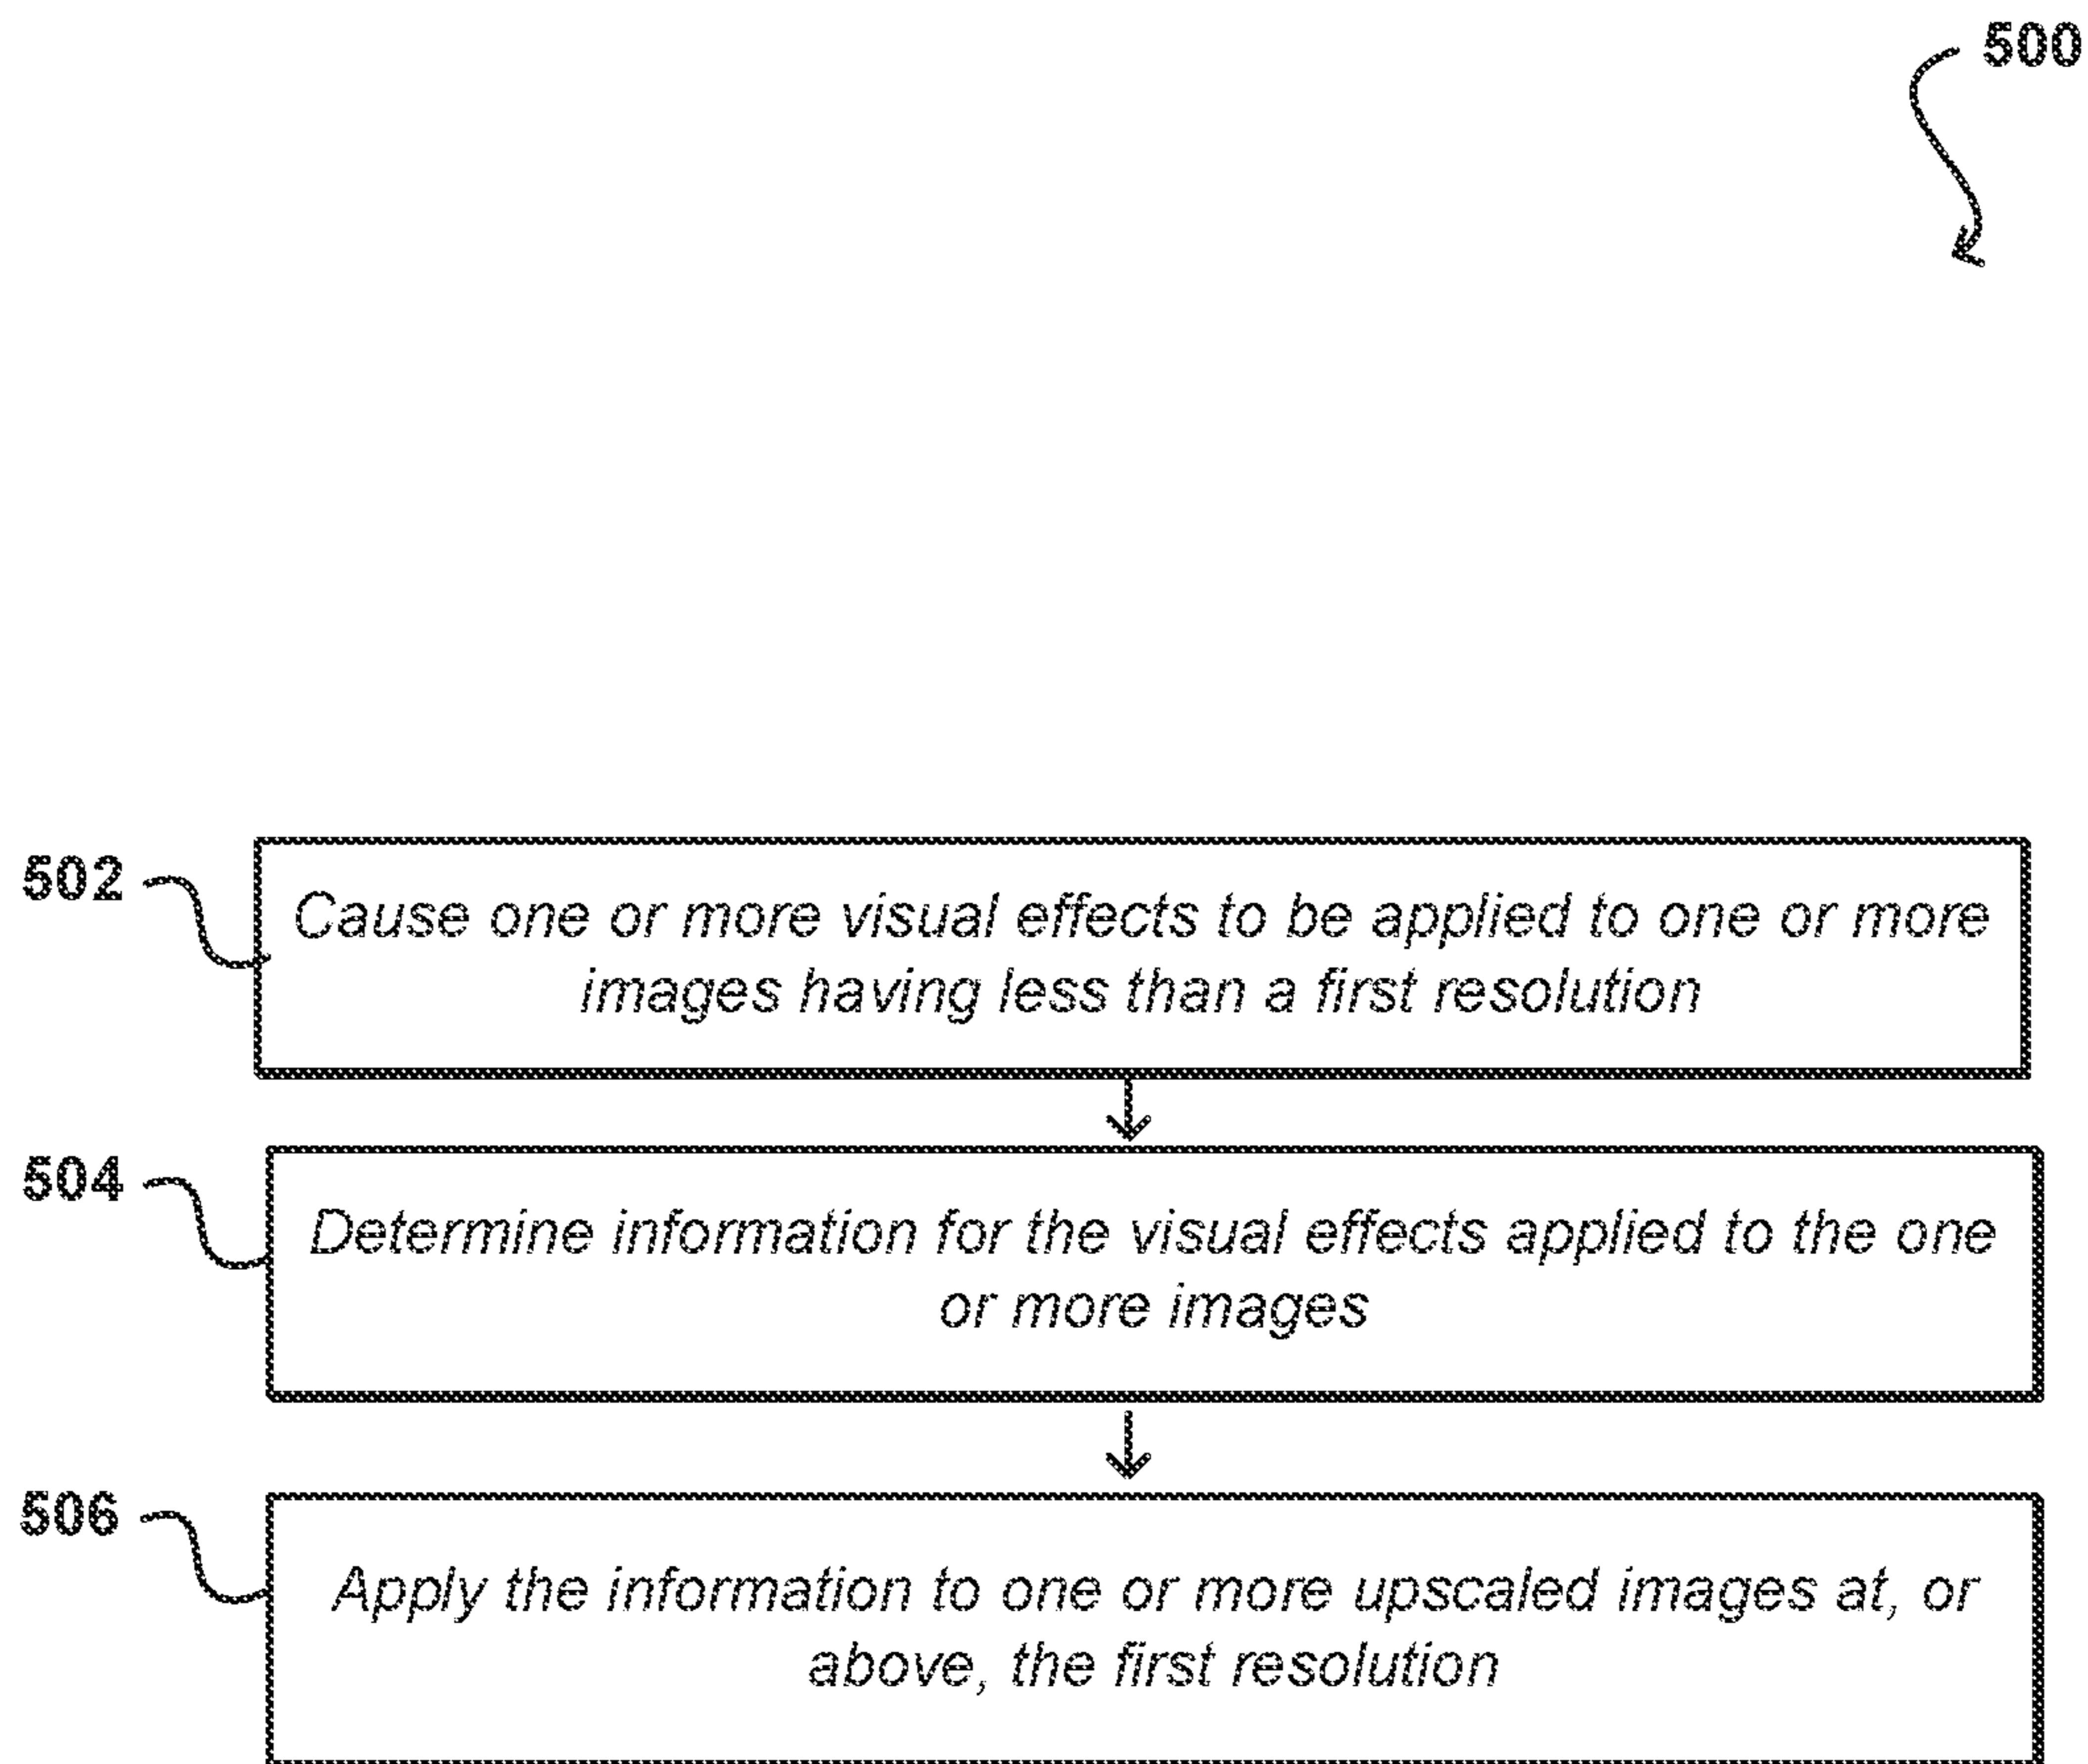 500
502
Cause one or more visual effects to be applied to one or more
images having less than a first resolution
504
Determine information for the visual effects applied to the one
or more images
506
Apply the information to one or more upscaled images at, or
above, the first resolution